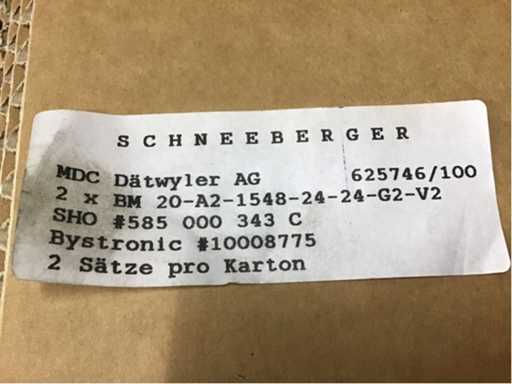 SCHNEEBERGER
MDC Dätwyler AG 625746/100
2 x BM 20-A2-1548-24-24-G2-V2
SHO #585 000 343 C
Bystronic #10008775
2 Sätze pro Karton